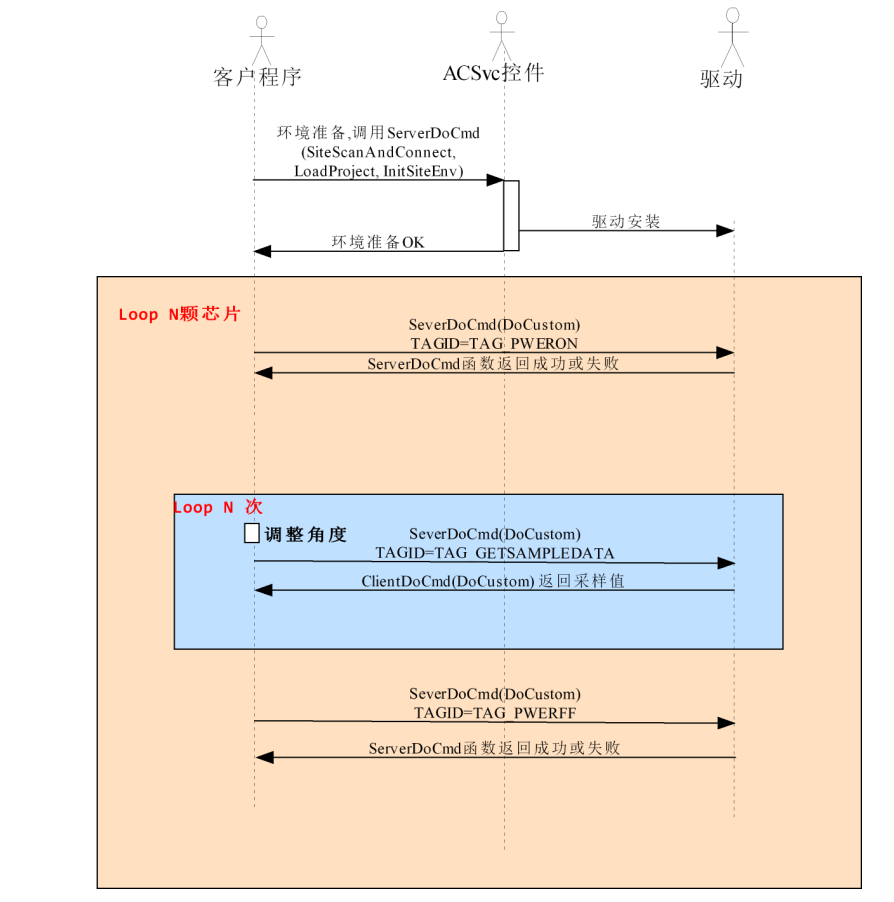 客户程序
ACSvc控件
驱动
环境准备,调用ServerDoCmd
(SiteScanAndConnect,
LoadProject, InitSiteEnv)
驱动安装
环境准备OK
Loop N颗芯片
SeverDoCmd(DoCustom)
TAGID=TAG_PWERON
ServerDoCmd函数返回成功或失败
Loop N 次
调整角度
SeverDoCmd(DoCustom)
TAGID=TAG_GETSAMPLEDATA
ClientDoCmd(DoCustom) 返回采样值
SeverDoCmd(DoCustom)
TAGID=TAG_PWERFF
ServerDoCmd函数返回成功或失败